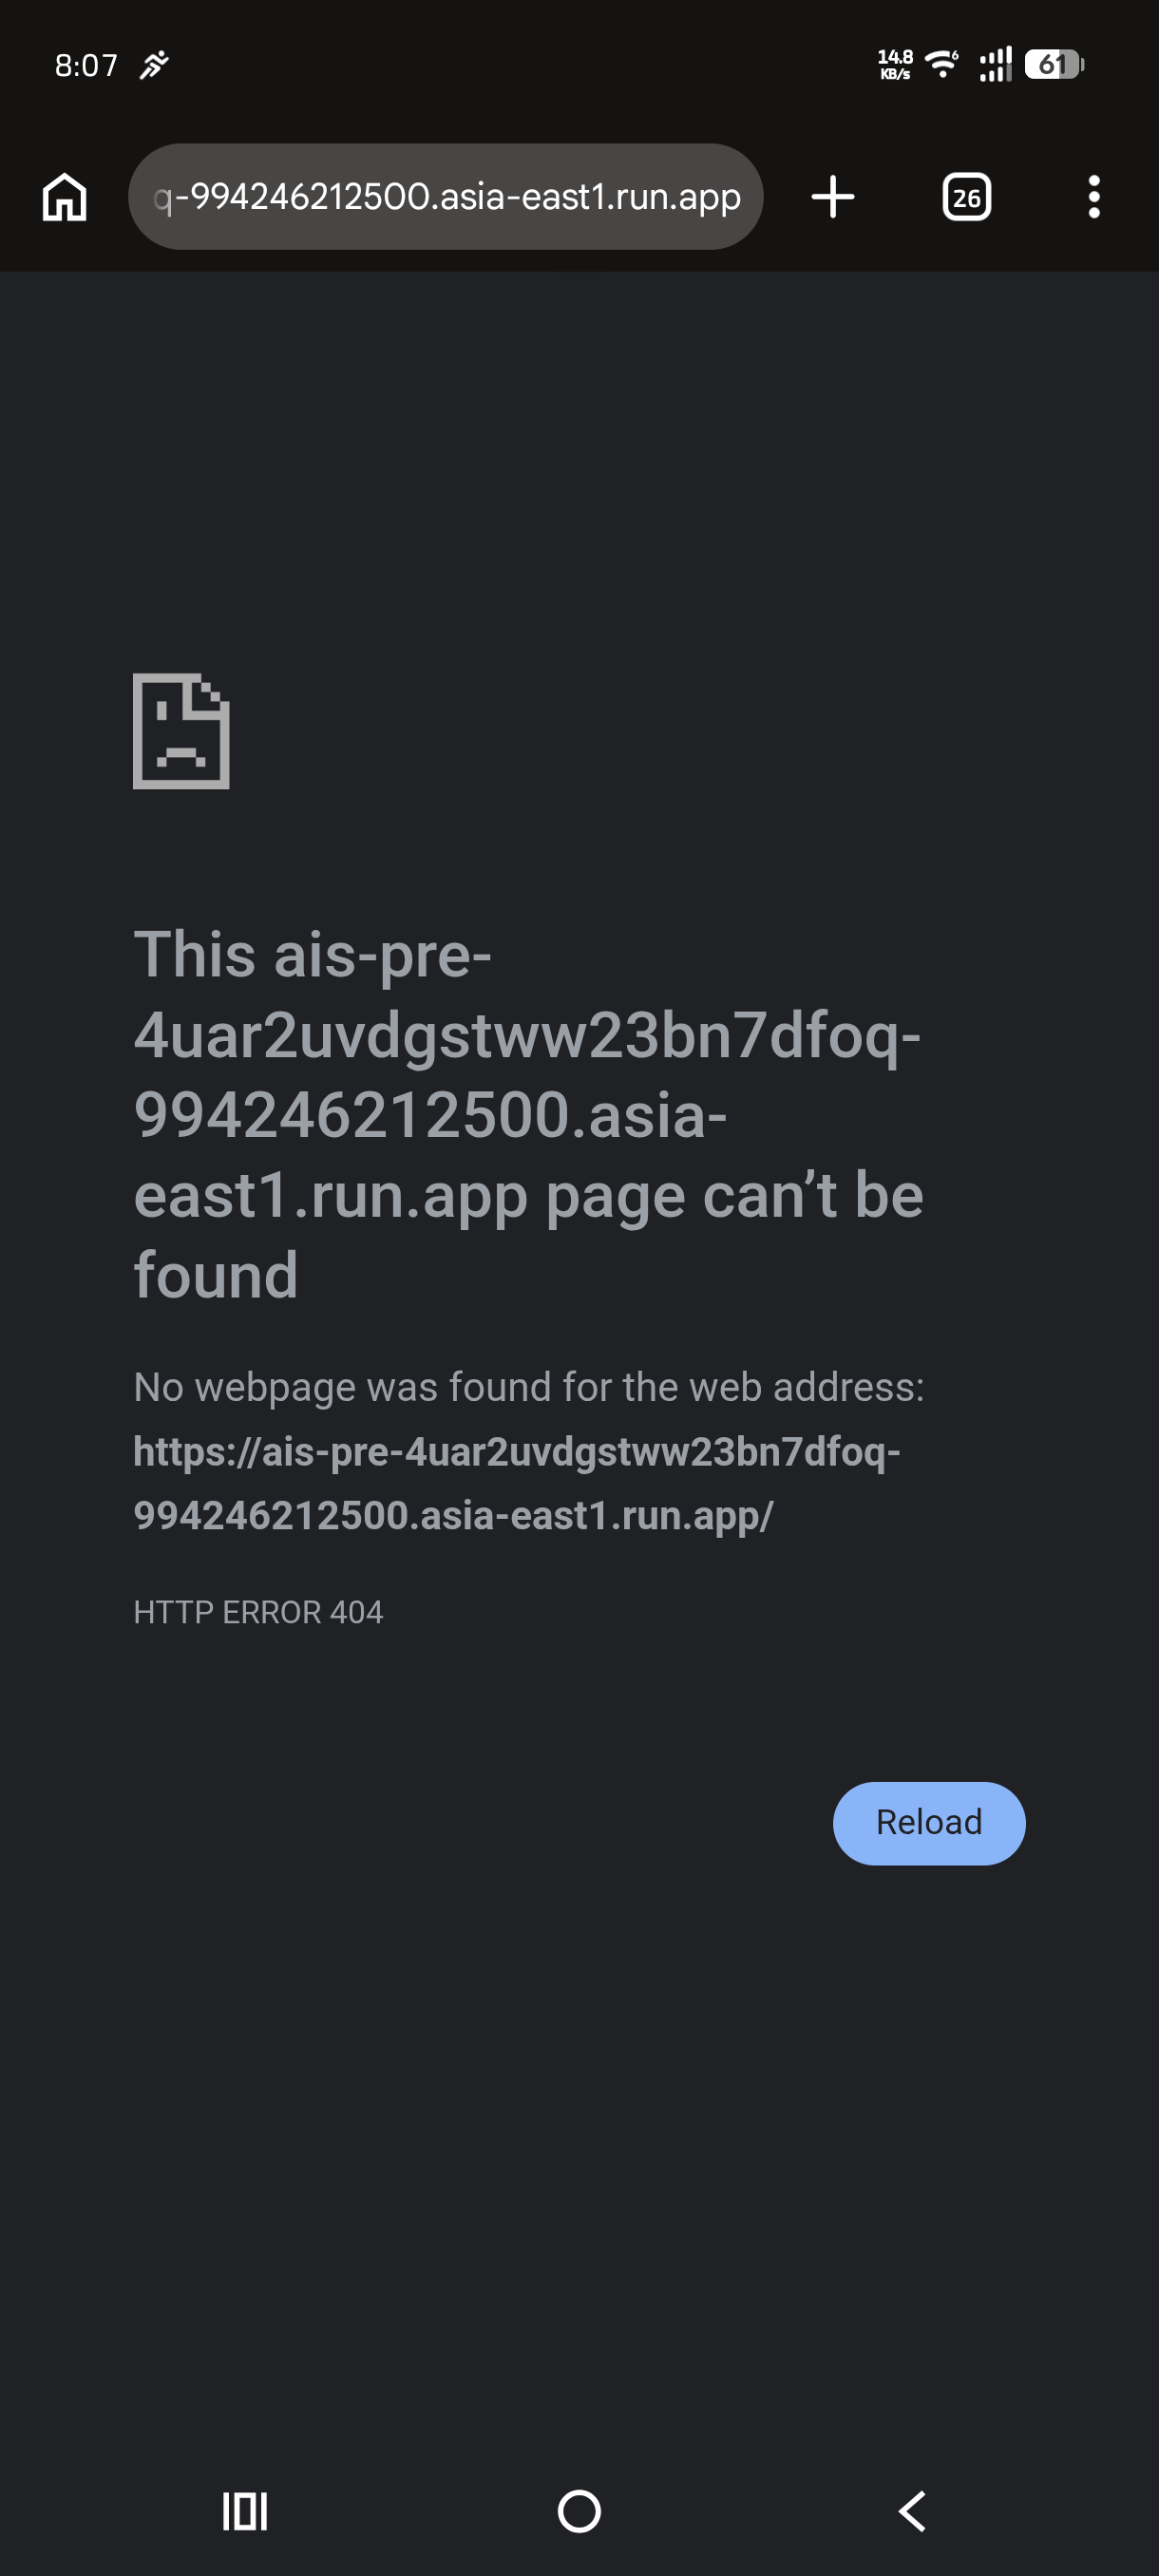 8:07
14.8
KB/s
6
61
q-994246212500.asia-east1.run.app
26
This ais-pre-
4uar2uvdgstww23bn7dfoq-
994246212500.asia-
east1.run.app page can’t be
found
No webpage was found for the web address:
https://ais-pre-4uar2uvdgstww23bn7dfoq-
994246212500.asia-east1.run.app/
HTTP ERROR 404
Reload